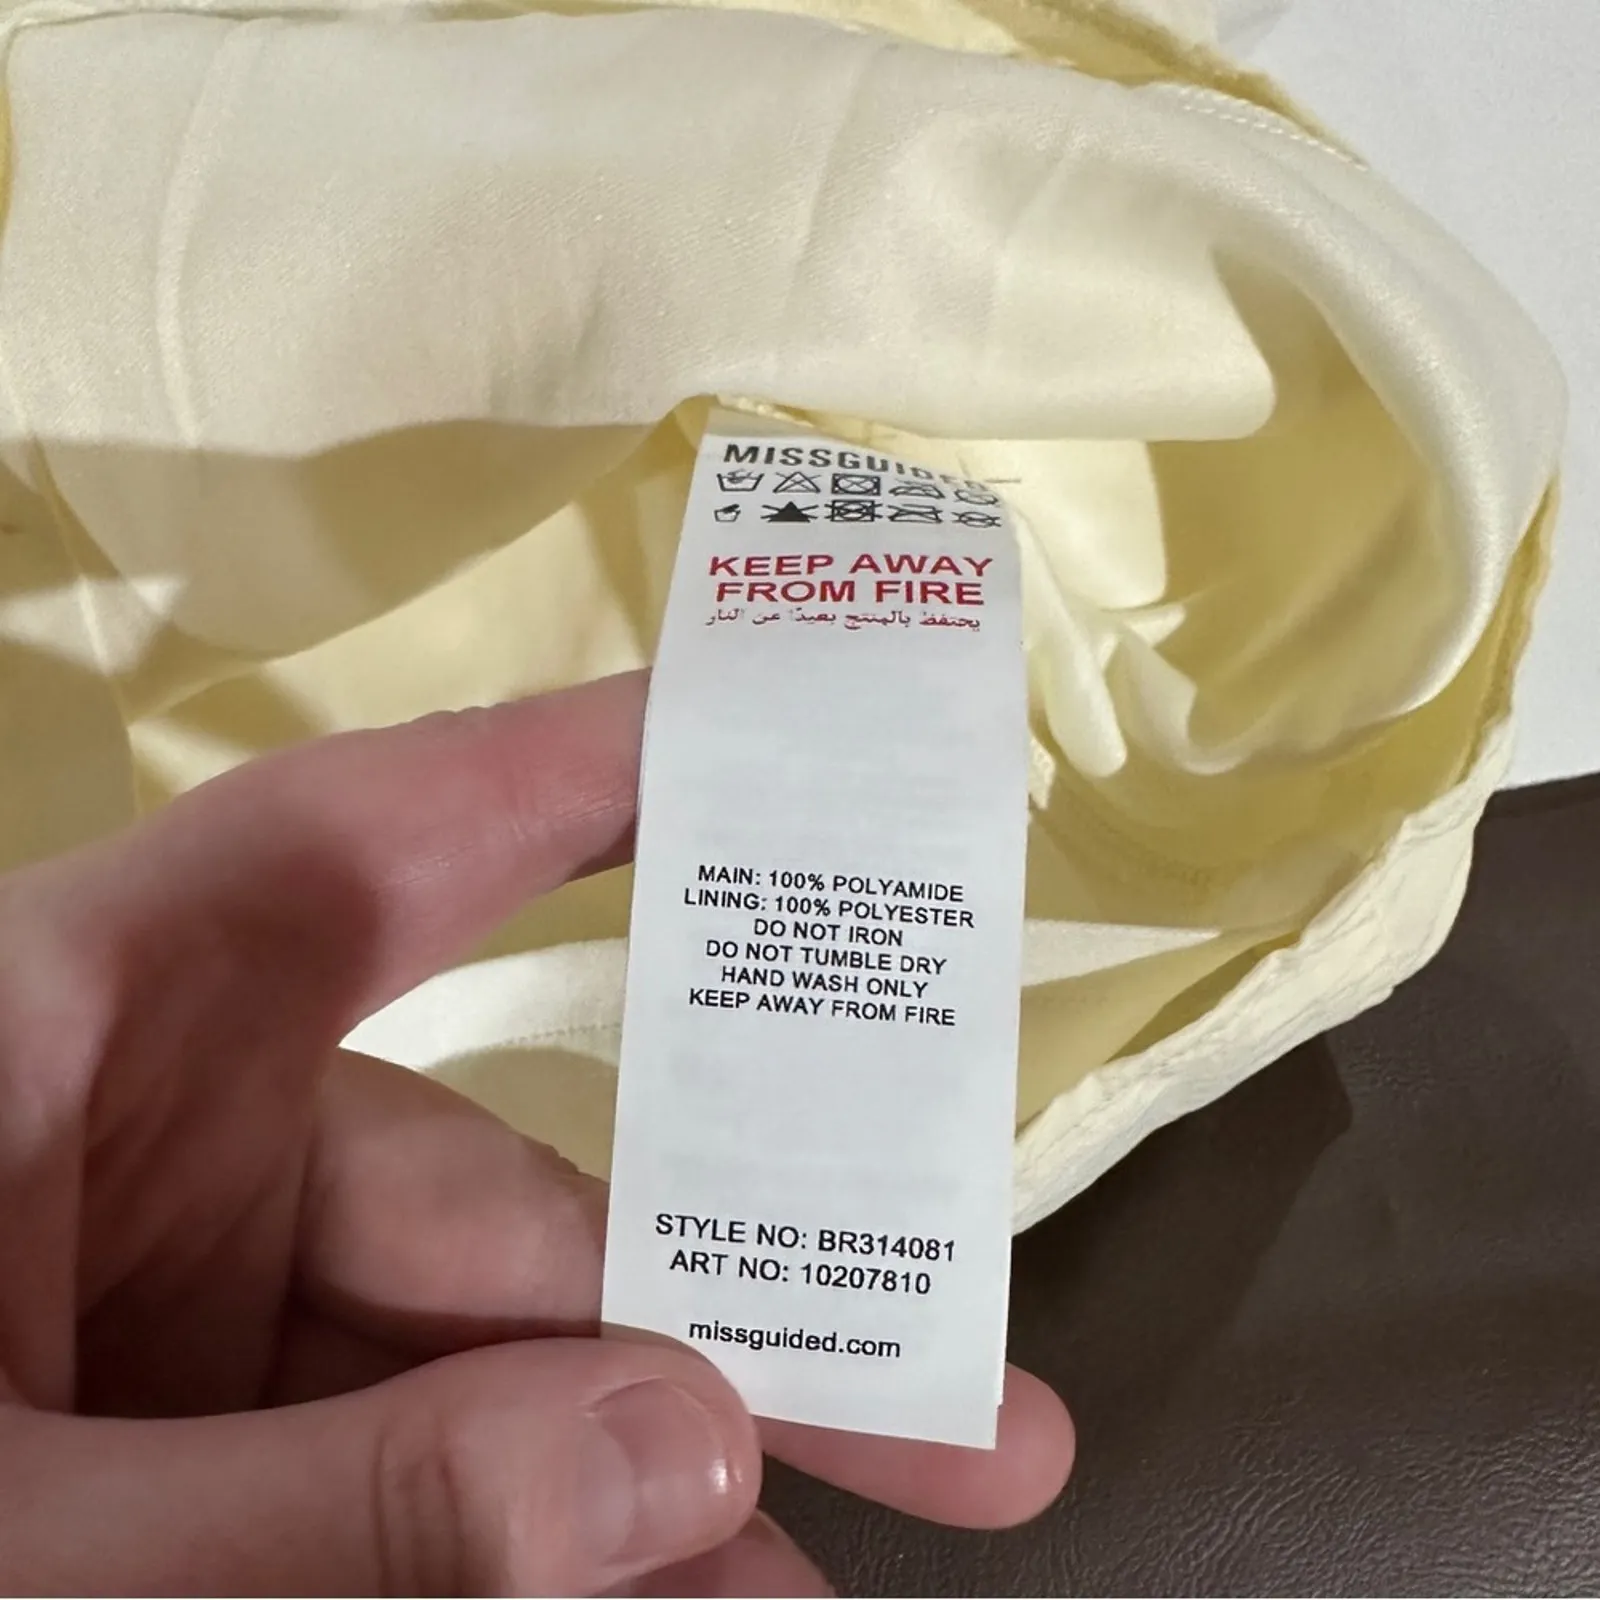 MISSGUIDED
KEEP AWAY
FROM FIRE
يحتفظ بالمنتج بعيدًا عن النار
MAIN: 100% POLYAMIDE
LINING: 100% POLYESTER
DO NOT IRON
DO NOT TUMBLE DRY
HAND WASH ONLY
KEEP AWAY FROM FIRE
STYLE NO: BR314081
ART NO: 10207810
missguided.com